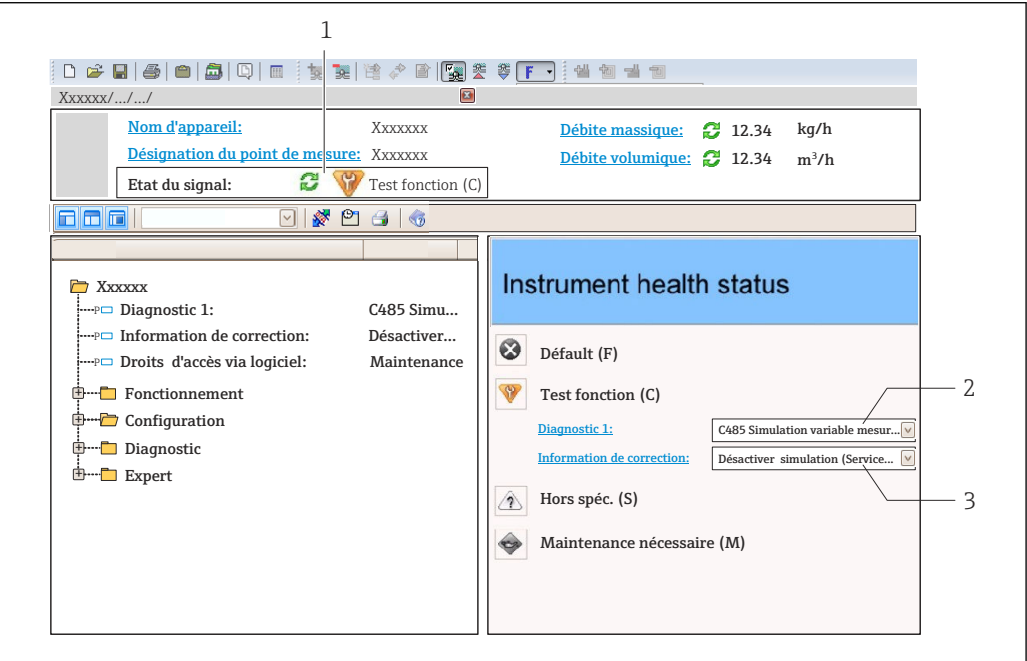 1
F
Xxxxxx/.../.../
Nom d'appareil: Xxxxxxx Débite massique: 12.34 kg/h
Désignation du point de mesure: Xxxxxxx Débite volumique: 12.34 m³/h
Etat du signal: Test fonction (C)
Xxxxxx
P Diagnostic 1: C485 Simu...
P Information de correction: Désactiver...
P Droits d'accès via logiciel: Maintenance
Fonctionnement
Configuration
Diagnostic
Expert
Instrument health status
Défault (F)
Test fonction (C)
Diagnostic 1: C485 Simulation variable mesur...
2
Information de correction: Désactiver simulation (Service...
3
Hors spéc. (S)
Maintenance nécessaire (M)